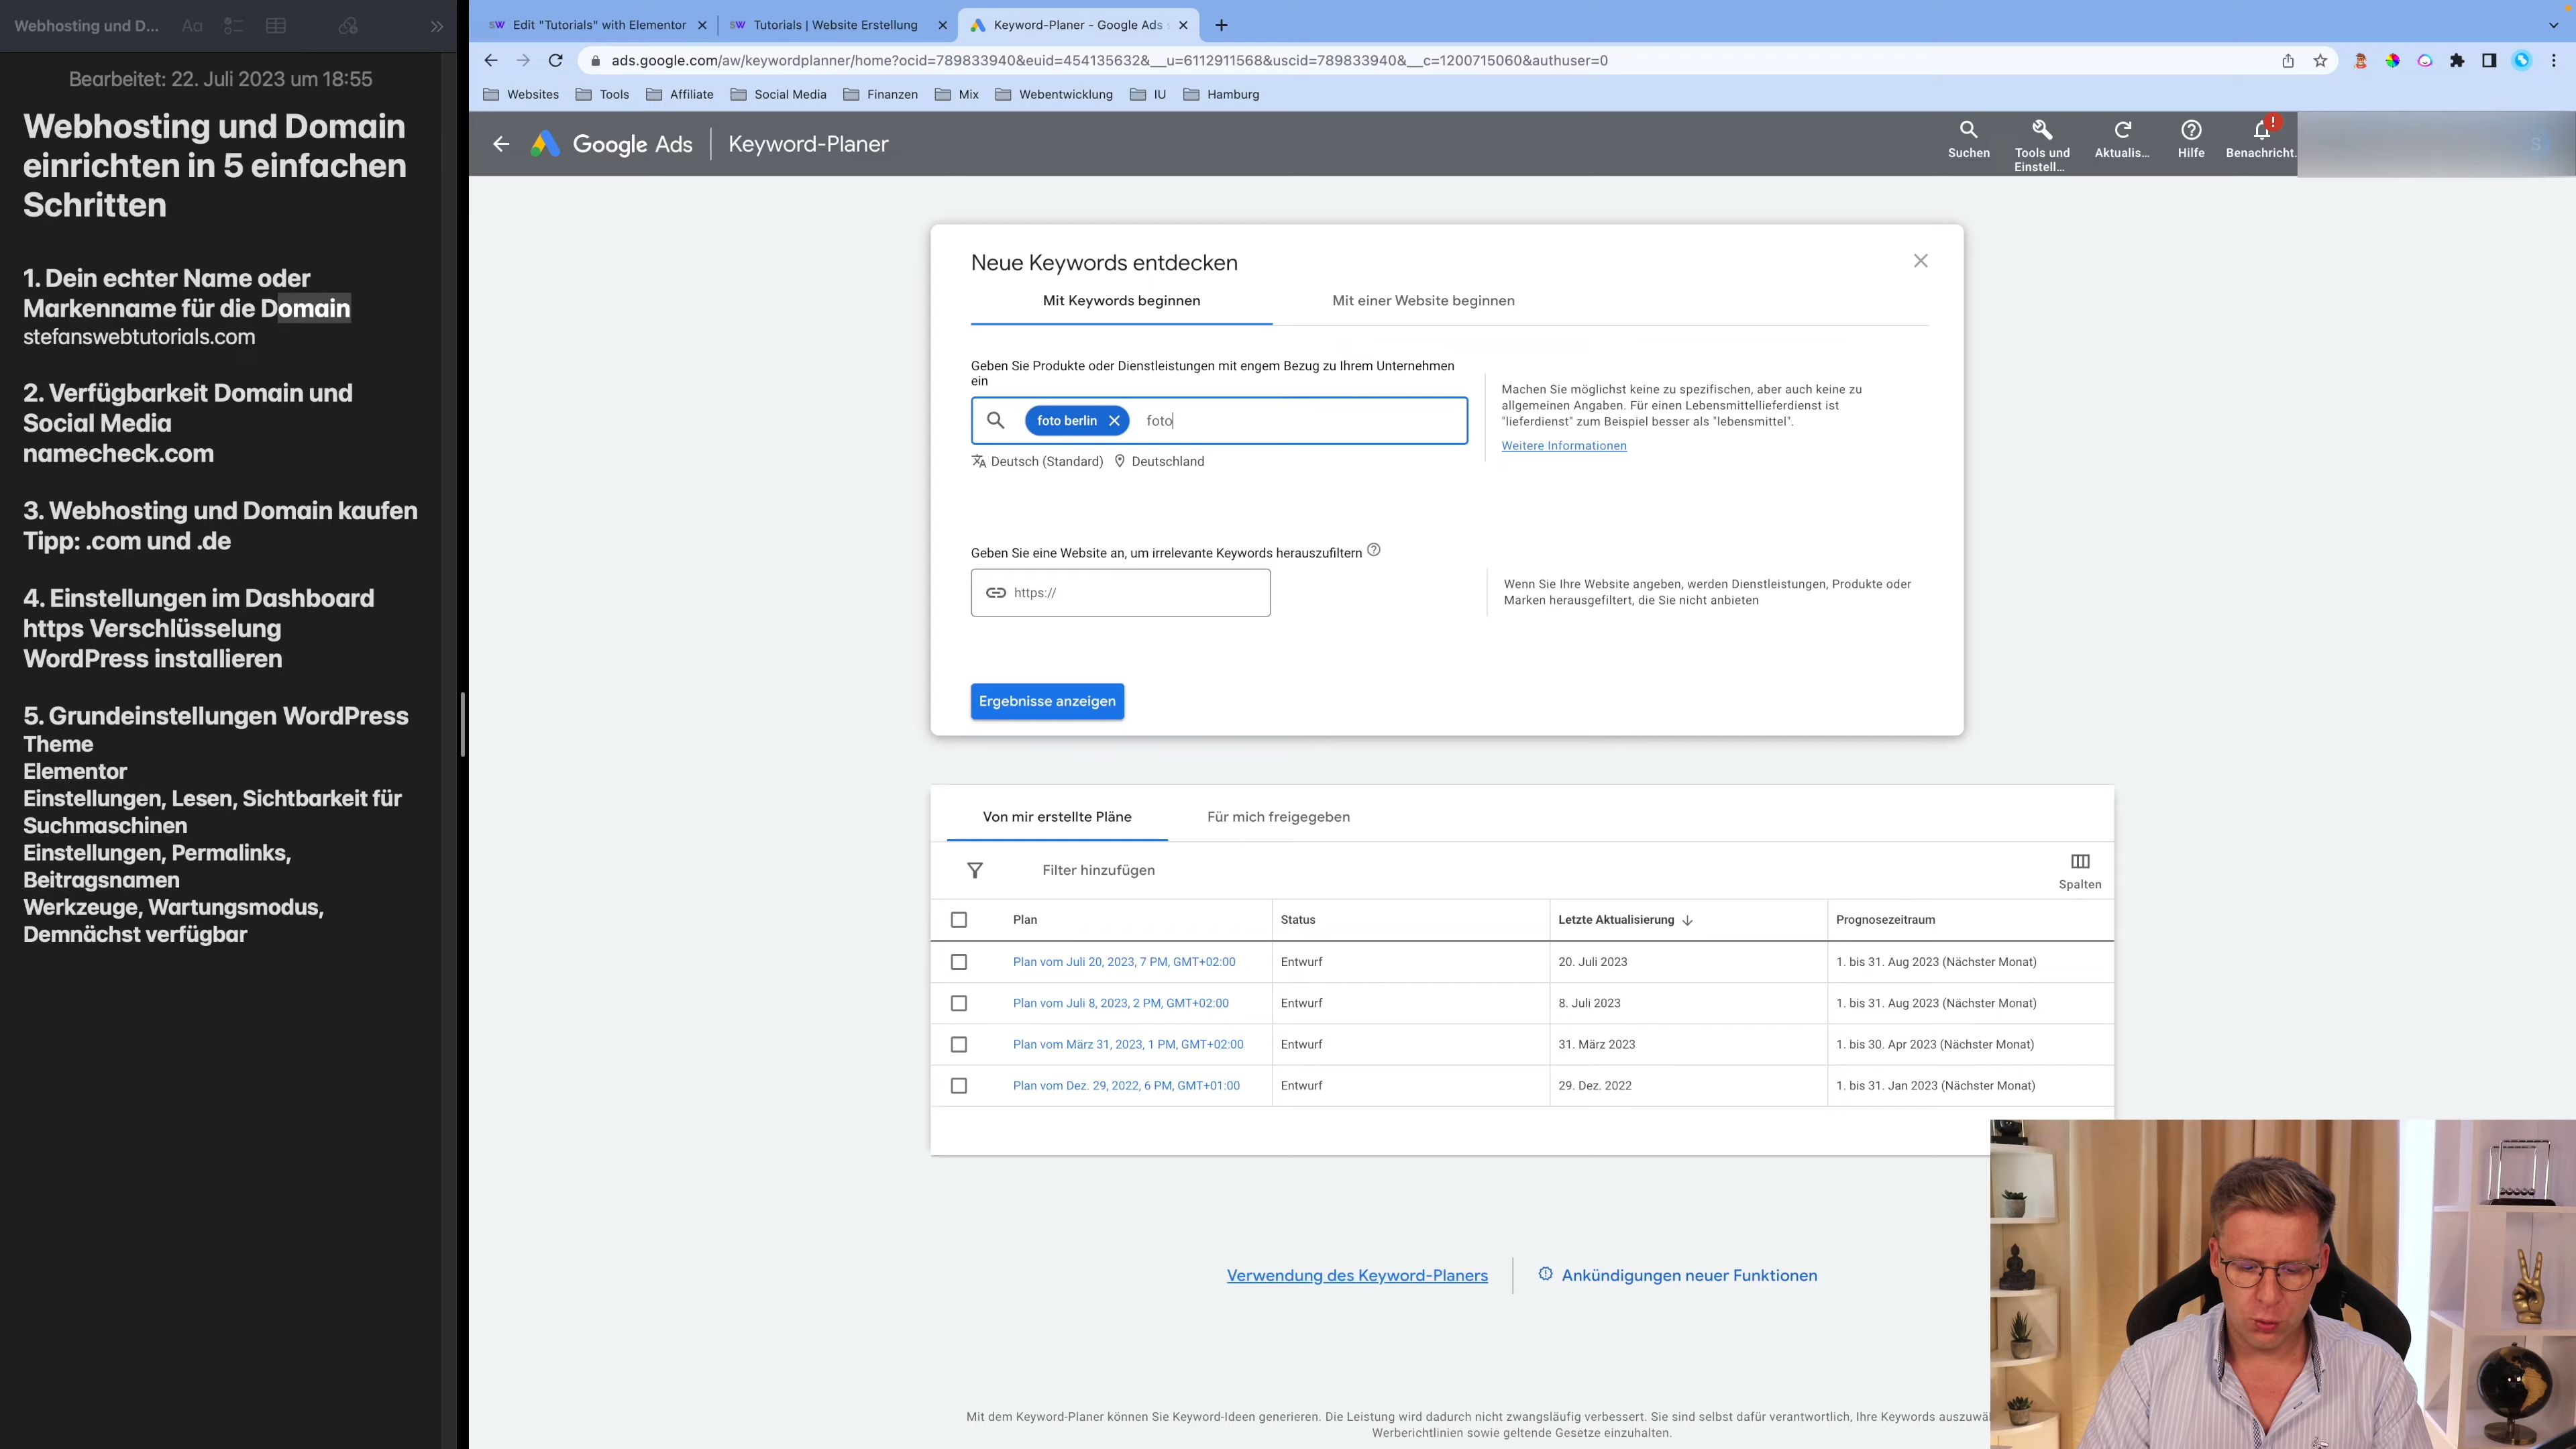 Webhosting und D...
Aa
Bearbeitet: 22. Juli 2023 um 18:55
Webhosting und Domain
einrichten in 5 einfachen
Schritten
1. Dein echter Name oder
Markenname für die Domain
stefanswebtutorials.com
2. Verfügbarkeit Domain und
Social Media
namecheck.com
3. Webhosting und Domain kaufen
Tipp: .com und .de
4. Einstellungen im Dashboard
https Verschlüsselung
WordPress installieren
5. Grundeinstellungen WordPress
Theme
Elementor
Einstellungen, Lesen, Sichtbarkeit für
Suchmaschinen
Einstellungen, Permalinks,
Beitragsnamen
Werkzeuge, Wartungsmodus,
Demnächst verfügbar
Edit "Tutorials" with Elementor
Tutorials | Website Erstellung
Keyword-Planer - Google Ads
ads.google.com/aw/keywordplanner/home?ocid=789833940&euid=454135632&__u=6112911568&uscid=789833940&__c=1200715060&authuser=0
Websites Tools Affiliate Social Media Finanzen Mix Webentwicklung IU Hamburg
Google Ads Keyword-Planer
Suchen
Tools und
Einstell...
Aktualis...
Hilfe
Benachricht.
Neue Keywords entdecken
Mit Keywords beginnen
Mit einer Website beginnen
Geben Sie Produkte oder Dienstleistungen mit engem Bezug zu Ihrem Unternehmen
ein
foto berlin foto
Deutsch (Standard) Deutschland
Machen Sie möglichst keine zu spezifischen, aber auch keine zu
allgemeinen Angaben. Für einen Lebensmittellieferdienst ist
"lieferdienst" zum Beispiel besser als "lebensmittel".
Weitere Informationen
Geben Sie eine Website an, um irrelevante Keywords herauszufiltern
https://
Wenn Sie Ihre Website angeben, werden Dienstleistungen, Produkte oder
Marken herausgefiltert, die Sie nicht anbieten
Ergebnisse anzeigen
Von mir erstellte Pläne
Für mich freigegeben
Filter hinzufügen
Spalten
Plan Status Letzte Aktualisierung Prognosezeitraum
Plan vom Juli 20, 2023, 7 PM, GMT+02:00 Entwurf 20. Juli 2023 1. bis 31. Aug 2023 (Nächster Monat)
Plan vom Juli 8, 2023, 2 PM, GMT+02:00 Entwurf 8. Juli 2023 1. bis 31. Aug 2023 (Nächster Monat)
Plan vom März 31, 2023, 1 PM, GMT+02:00 Entwurf 31. März 2023 1. bis 30. Apr 2023 (Nächster Monat)
Plan vom Dez. 29, 2022, 6 PM, GMT+01:00 Entwurf 29. Dez. 2022 1. bis 31. Jan 2023 (Nächster Monat)
Verwendung des Keyword-Planers
Ankündigungen neuer Funktionen
Mit dem Keyword-Planer können Sie Keyword-Ideen generieren. Die Leistung wird dadurch nicht zwangsläufig verbessert. Sie sind selbst dafür verantwortlich, Ihre Keywords auszuwä
Werberichtlinien sowie geltende Gesetze einzuhalten.